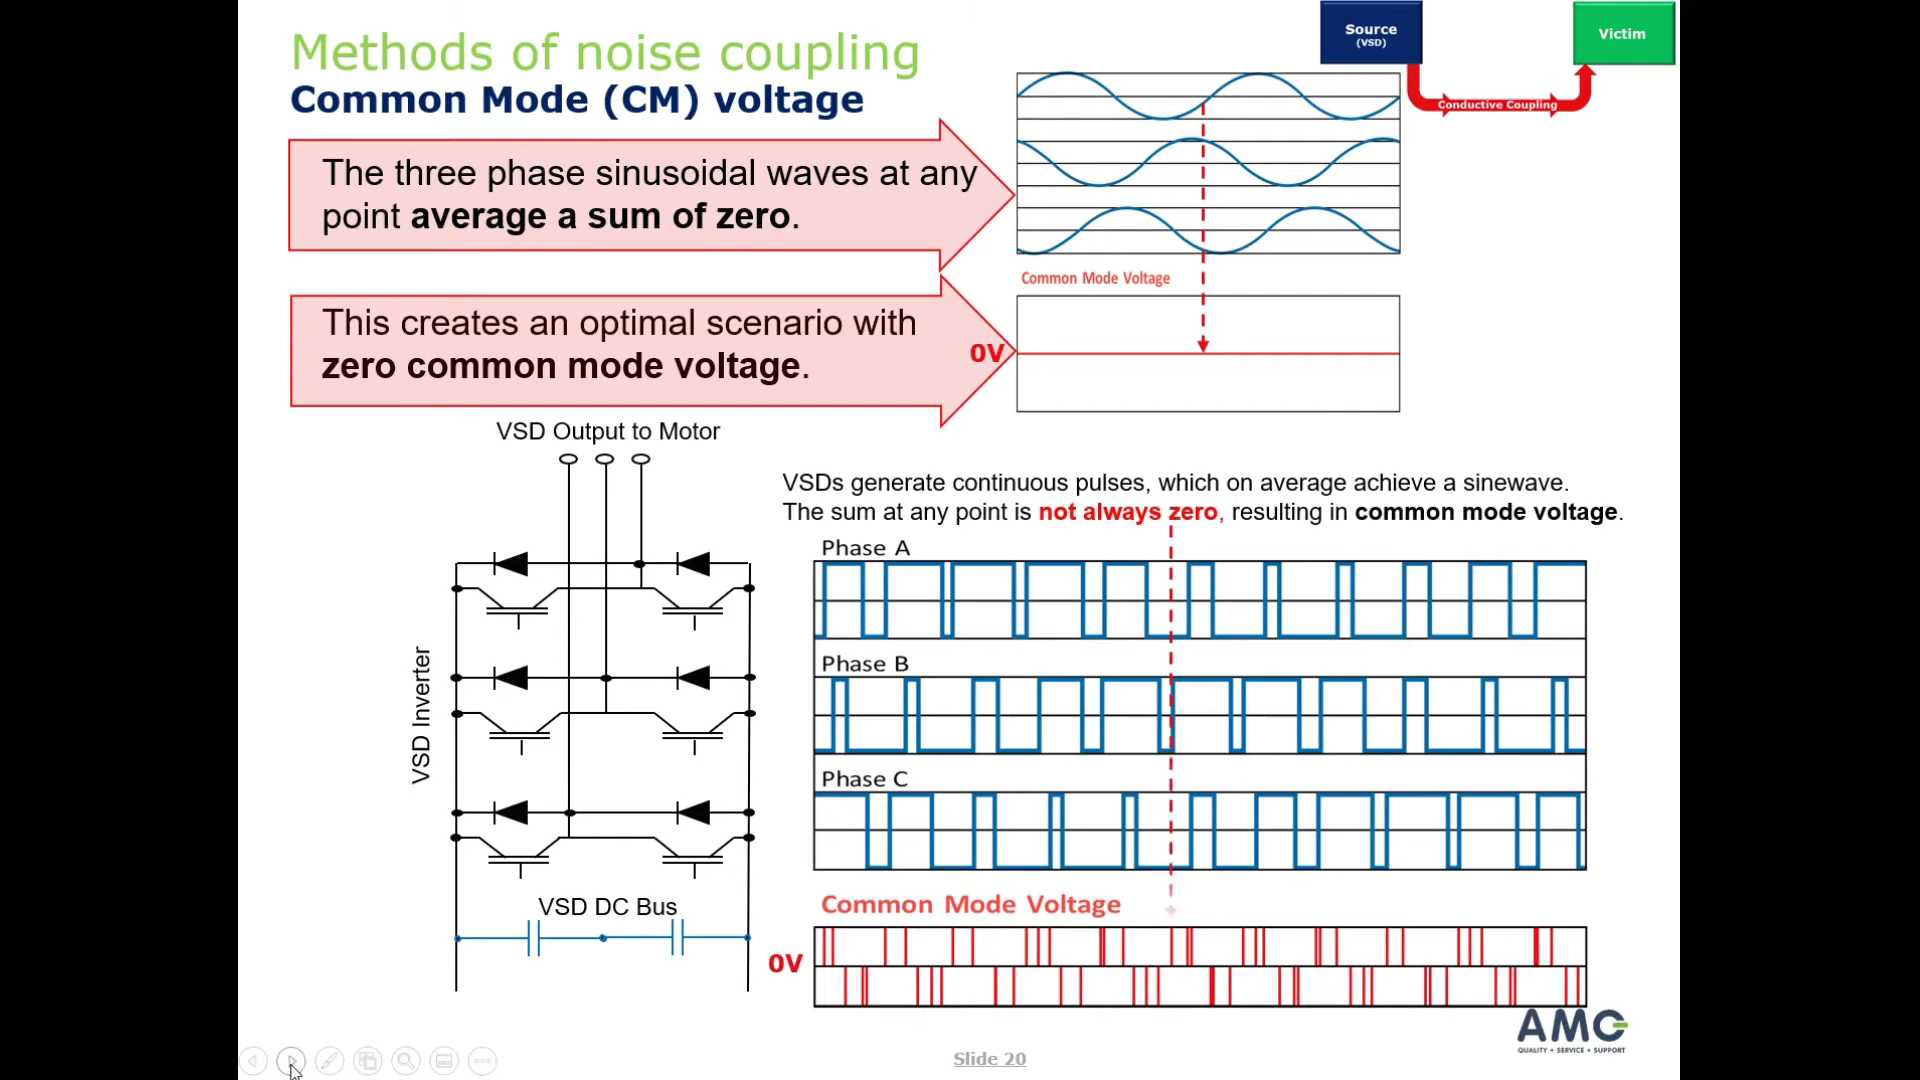 Methods of noise coupling
Common Mode (CM) voltage
Source
(VSD)
Victim
Conductive Coupling
The three phase sinusoidal waves at any
point average a sum of zero.
Common Mode Voltage
This creates an optimal scenario with
zero common mode voltage.
0V
VSD Output to Motor
VSDs generate continuous pulses, which on average achieve a sinewave.
The sum at any point is not always zero, resulting in common mode voltage.
Phase A
Phase B
Phase C
VSD Inverter
VSD DC Bus
Common Mode Voltage
0V
AMC
QUALITY + SERVICE + SUPPORT
Slide 20